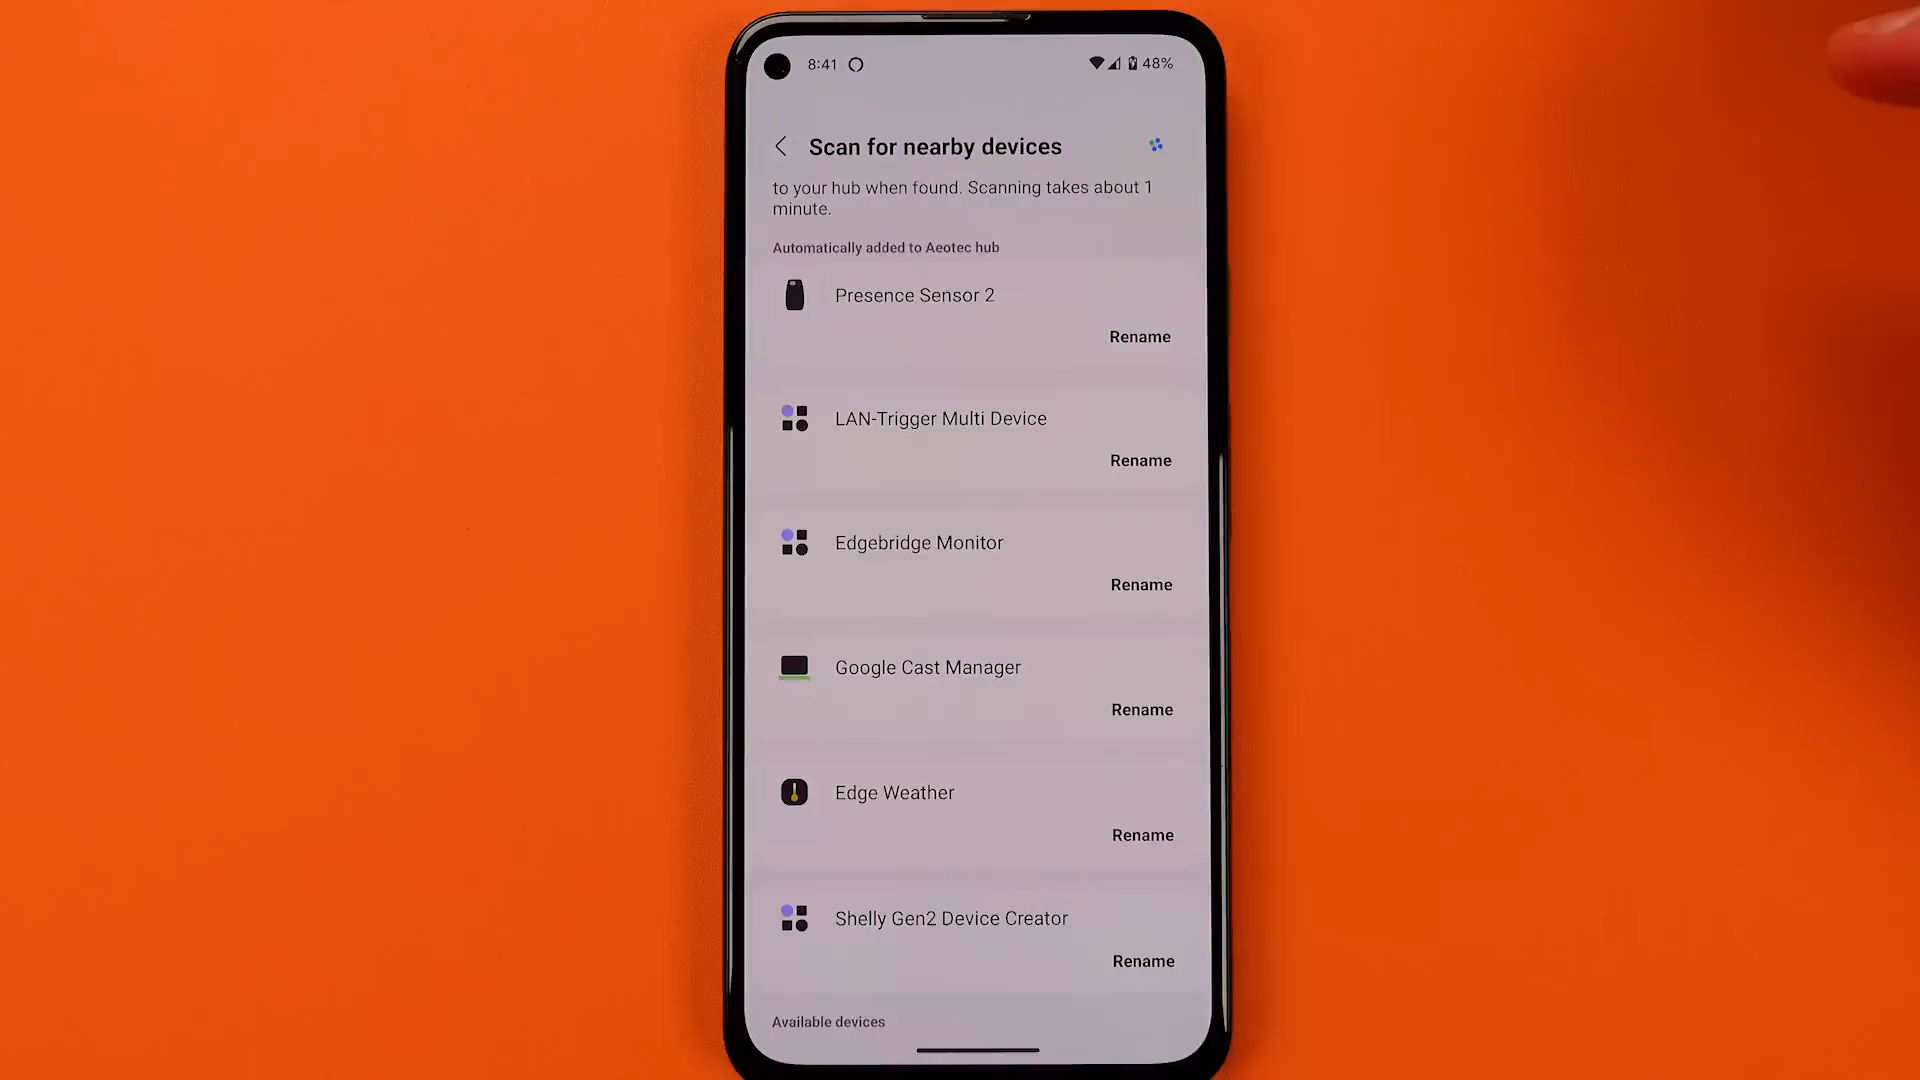 8:41
48%
Scan for nearby devices
to your hub when found. Scanning takes about 1
minute.
Automatically added to Aeotec hub
Presence Sensor 2
Rename
LAN-Trigger Multi Device
Rename
Edgebridge Monitor
Rename
Google Cast Manager
Rename
Edge Weather
Rename
Shelly Gen2 Device Creator
Rename
Available devices